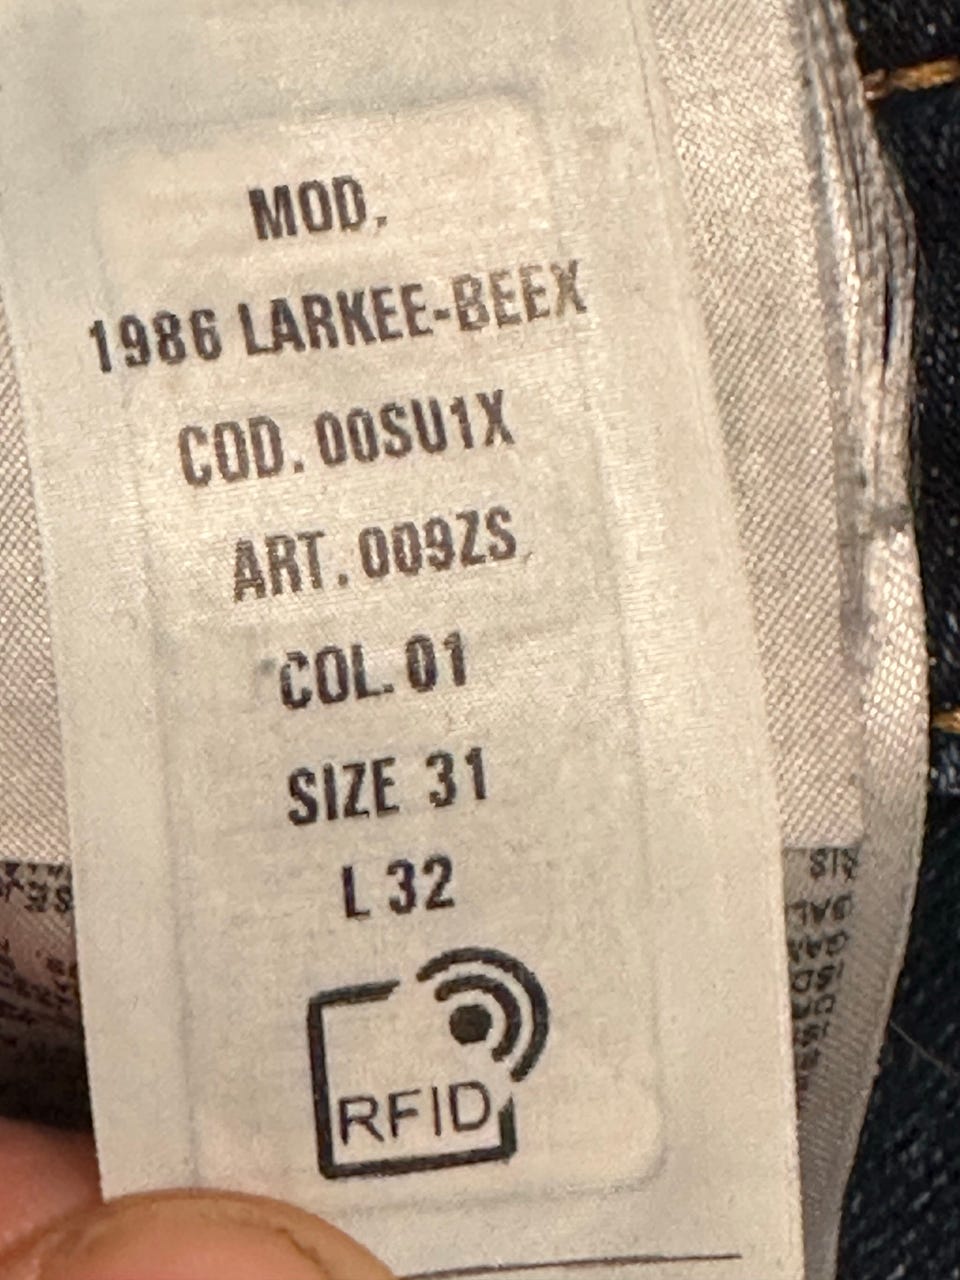 MOD.
1986 LARKEE-BEEX
COD. 00SU1X
ART. 009ZS
COL. 01
SIZE 31
L 32
RFID